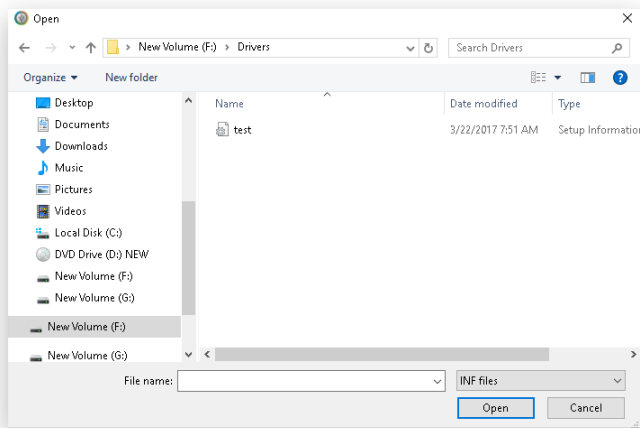 Open
New Volume (F:) Drivers
Search Drivers
Organize
New folder
Name
Date modified
Type
test
3/22/2017 7:51 AM
Setup Informatio
Desktop
Documents
Downloads
Music
Pictures
Videos
Local Disk (C:)
DVD Drive (D:) NEW
New Volume (F:)
New Volume (G:)
New Volume (F:)
New Volume (G:)
File name:
INF files
Open
Cancel